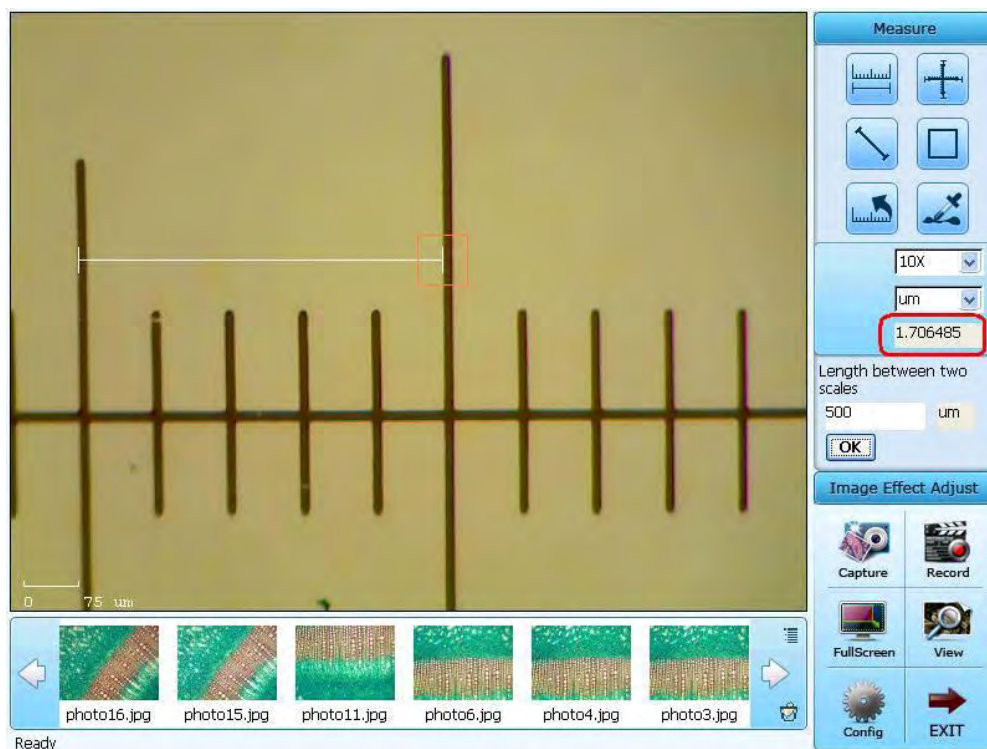 Measure
10X
um
1.706485
Length between two
scales
500 um
OK
Image Effect Adjust
Capture Record
FullScreen View
Config EXIT
0 75 um
photo16.jpg photo15.jpg photo11.jpg photo6.jpg photo4.jpg photo3.jpg
Ready